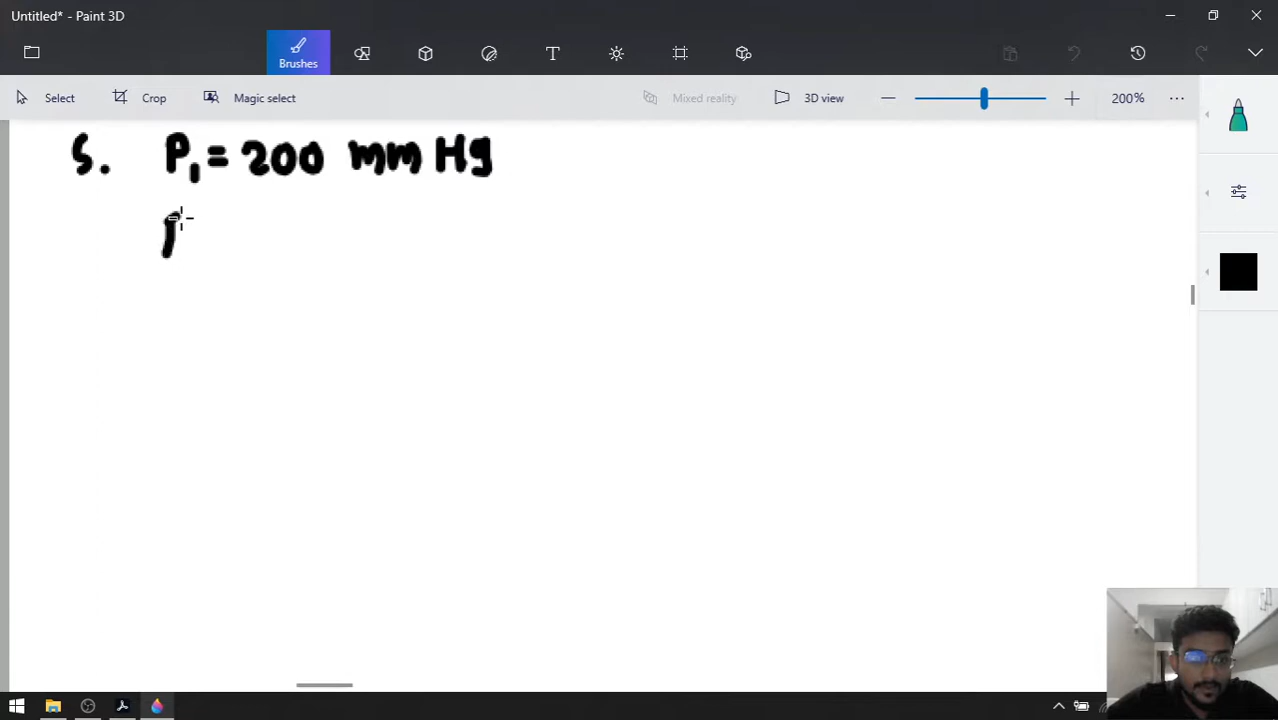 Untitled* - Paint 3D
Brushes
Select
Crop
Magic select
Mixed reality
3D view
200%
5. P₁ = 200 mm Hg